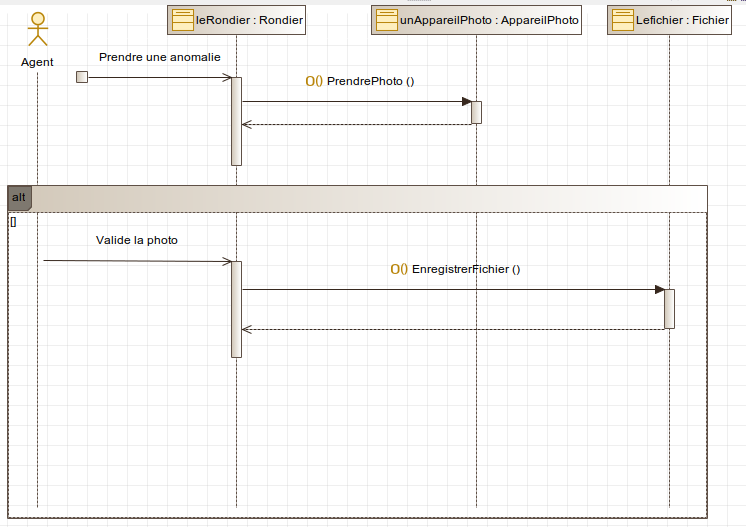 leRondier : Rondier
unAppareilPhoto : AppareilPhoto
Lefichier : Fichier
Agent
Prendre une anomalie
O() PrendrePhoto ()
alt
[]
Valide la photo
O() EnregistrerFichier ()